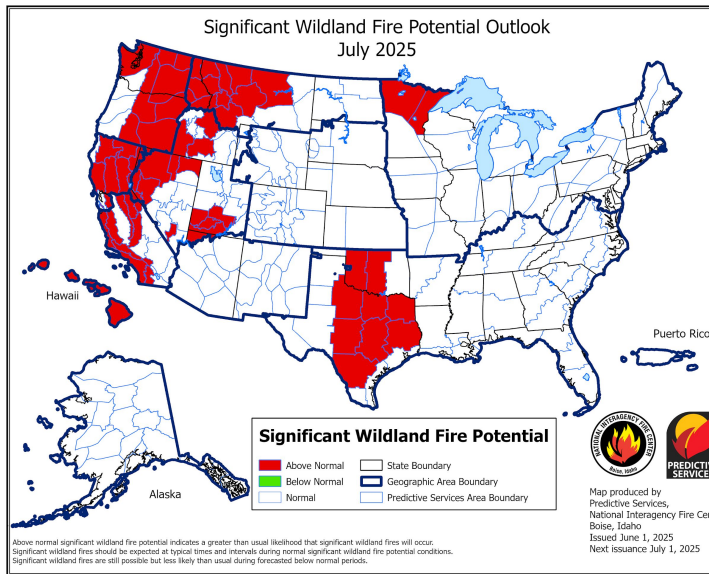 Significant Wildland Fire Potential Outlook
July 2025
Hawaii
Puerto Rico
Alaska
Significant Wildland Fire Potential
Above Normal
State Boundary
Below Normal
Geographic Area Boundary
Normal
Predictive Services Area Boundary
NATIONAL INTERAGENCY FIRE CENTER
Boise, Idaho
PREDICTIVE
SERVICES
Map produced by
Predictive Services,
National Interagency Fire Cen
Boise, Idaho
Issued June 1, 2025
Next issuance July 1, 2025
Above normal significant wildland fire potential indicates a greater than usual likelihood that significant wildland fires will occur.
Significant wildland fires should be expected at typical times and intervals during normal significant wildland fire potential conditions.
Significant wildland fires are still possible but less likely than usual during forecasted below normal periods.